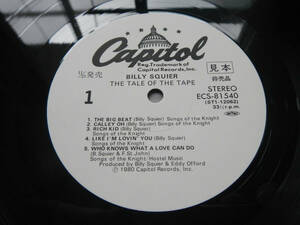 Capitol
Reg. Trademark of
Capitol Records, Inc.
発売
見本
非売品
BILLY SQUIER
THE TALE OF THE TAPE
1
STEREO
ECS-81540
(ST1-12062)
33⅓r.p.m.
1. THE BIG BEAT (Billy Squier) Songs of the Knight
2. CALLEY OH (Billy Squier) Songs of the Knight
3. RICH KID (Billy Squier) Songs of the Knight
4. LIKE I'M LOVIN' YOU (Billy Squier)
Songs of the Knight
5. WHO KNOWS WHAT A LOVE CAN DO
(B.Squier & F.St.John)
Songs of the Knight/Hostel Music
Produced by Billy Squier & Eddy Offord
Ⓟ 1980 Capitol Records, Inc.